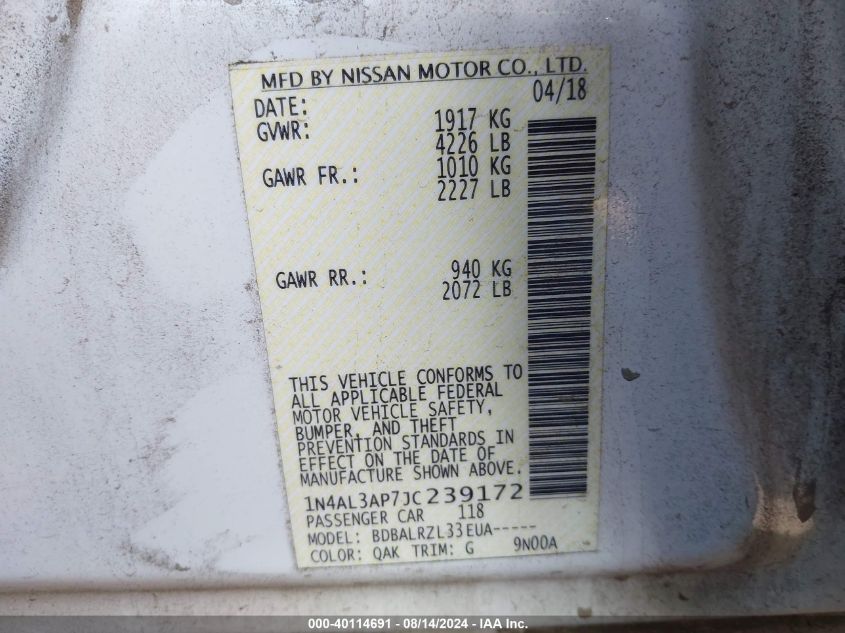 MFD BY NISSAN MOTOR CO., LTD.
DATE: 04/18
GVWR: 1917 KG
4226 LB
GAWR FR.: 1010 KG
2227 LB
GAWR RR.: 940 KG
2072 LB
THIS VEHICLE CONFORMS TO
ALL APPLICABLE FEDERAL
MOTOR VEHICLE SAFETY,
BUMPER, AND THEFT
PREVENTION STANDARDS IN
EFFECT ON THE DATE OF
MANUFACTURE SHOWN ABOVE.
1N4AL3AP7JC239172
PASSENGER CAR 118
MODEL: BDBALRZL33EUA-----
COLOR: QAK TRIM: G 9N00A
000-40114691 - 08/14/2024 - IAA Inc.